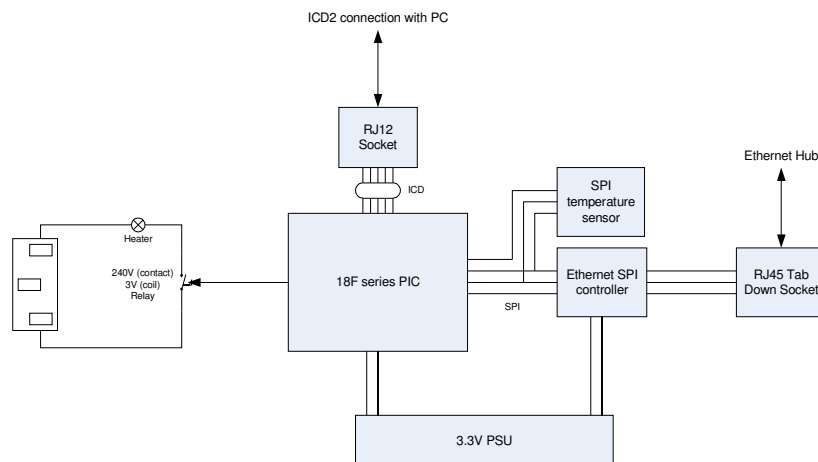 ICD2 connection with PC
RJ12
Socket
ICD
Ethernet Hub
SPI
temperature
sensor
Heater
240V (contact)
3V (coil)
Relay
18F series PIC
Ethernet SPI
controller
RJ45 Tab
Down Socket
SPI
3.3V PSU